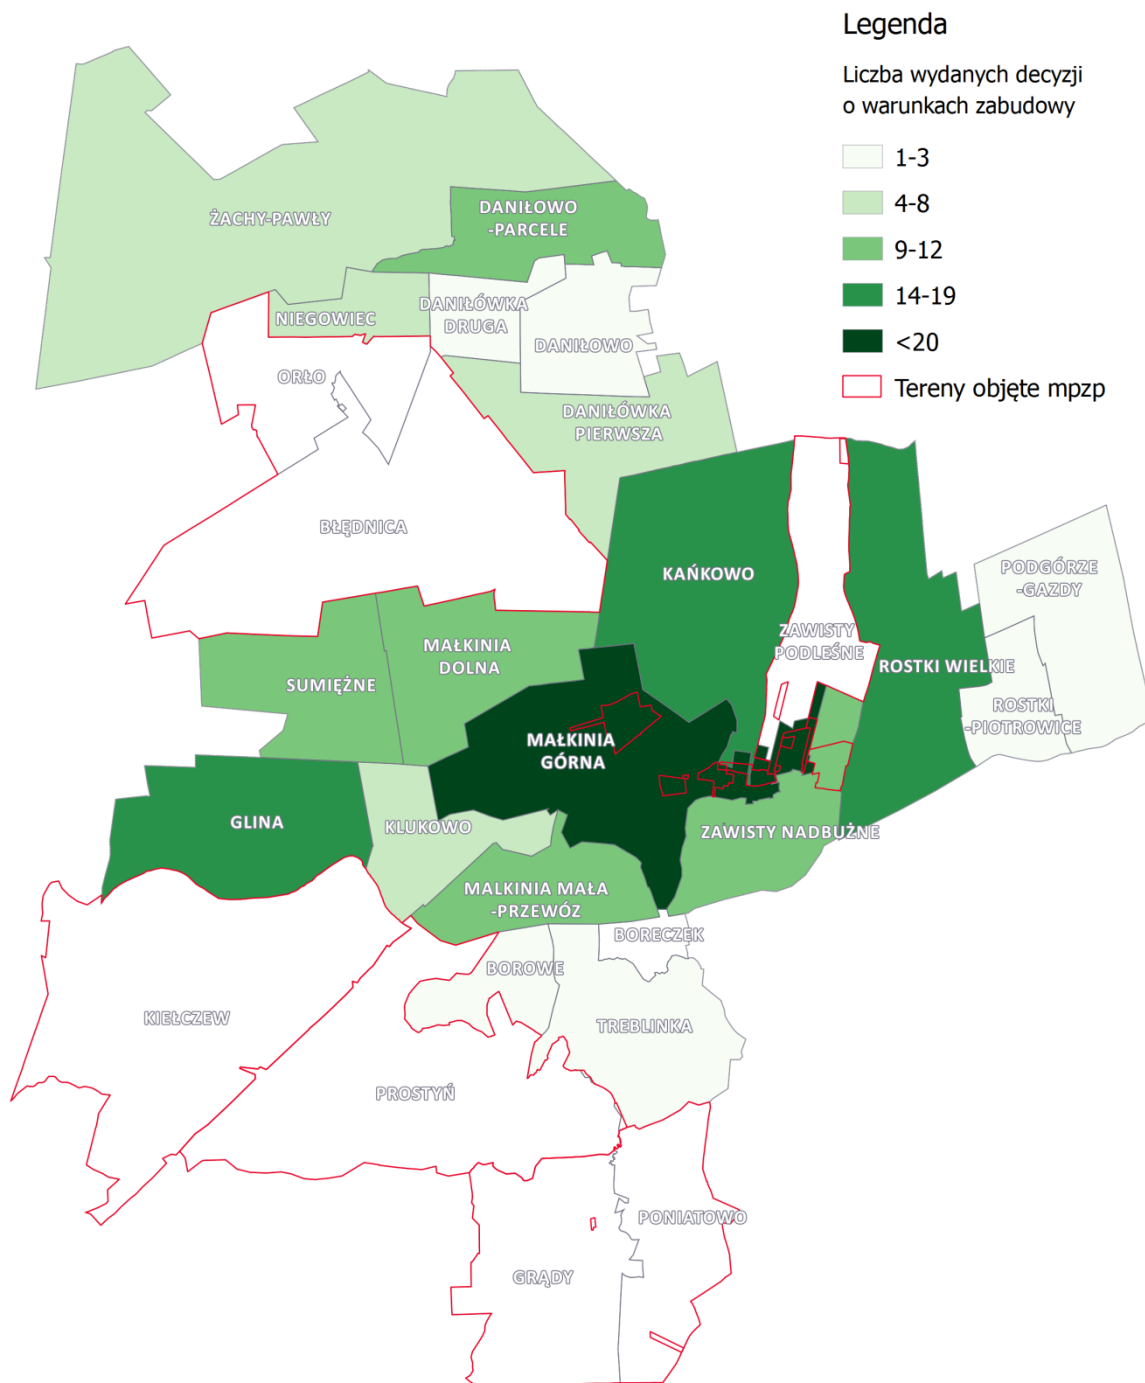 Legenda
Liczba wydanych decyzji
o warunkach zabudowy
1-3
4-8
9-12
14-19
<20
Tereny objęte mpzp
ŻACHY-PAWŁY
DANIŁOWO
-PARCELE
NIEGOWIEC
DANIŁÓWKA
DRUGA
DANIŁOWO
ORŁO
DANIŁÓWKA
PIERWSZA
BŁĘDNICA
KAŃKOWO
PODGÓRZE
-GAZDY
ZAWISTY
PODLEŚNE
MAŁKINIA
DOLNA
ROSTKI WIELKIE
SUMIĘŻNE
ROSTKI
-PIOTROWICE
MAŁKINIA
GÓRNA
GLINA
KLUKOWO
ZAWISTY NADBUŻNE
MALKINIA MAŁA
-PRZEWÓZ
BORECZEK
BOROWE
KIEŁCZEW
TREBLINKA
PROSTYŃ
PONIATOWO
GRĄDY